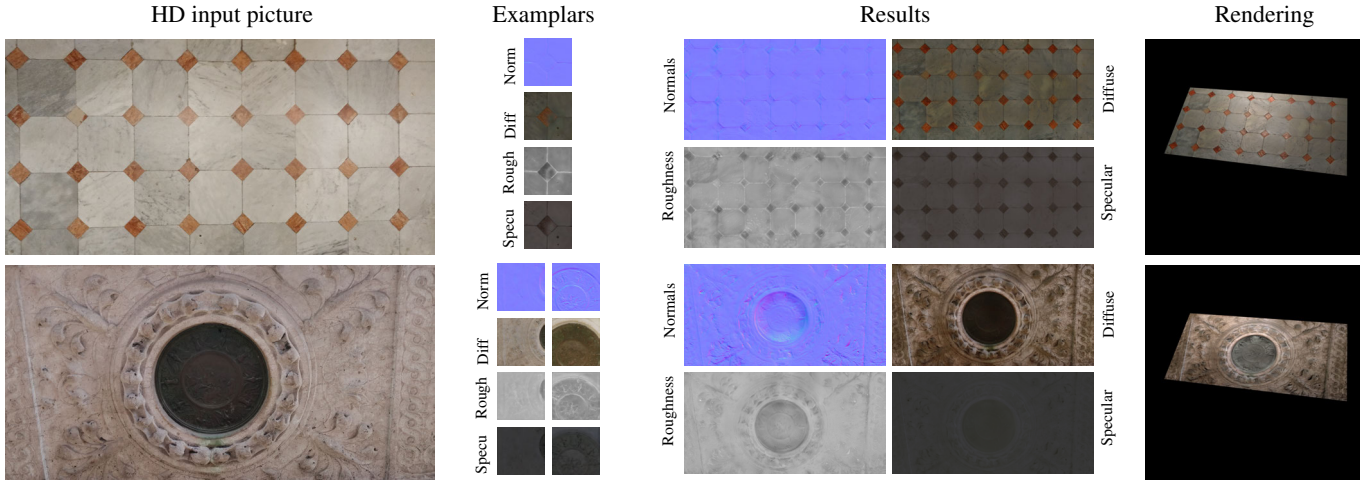 HD input picture
Examplars
Results
Rendering
Norm
Diff
Rough
Specu
Normals
Diffuse
Roughness
Specular
Norm
Diff
Rough
Specu
Normals
Diffuse
Roughness
Specular